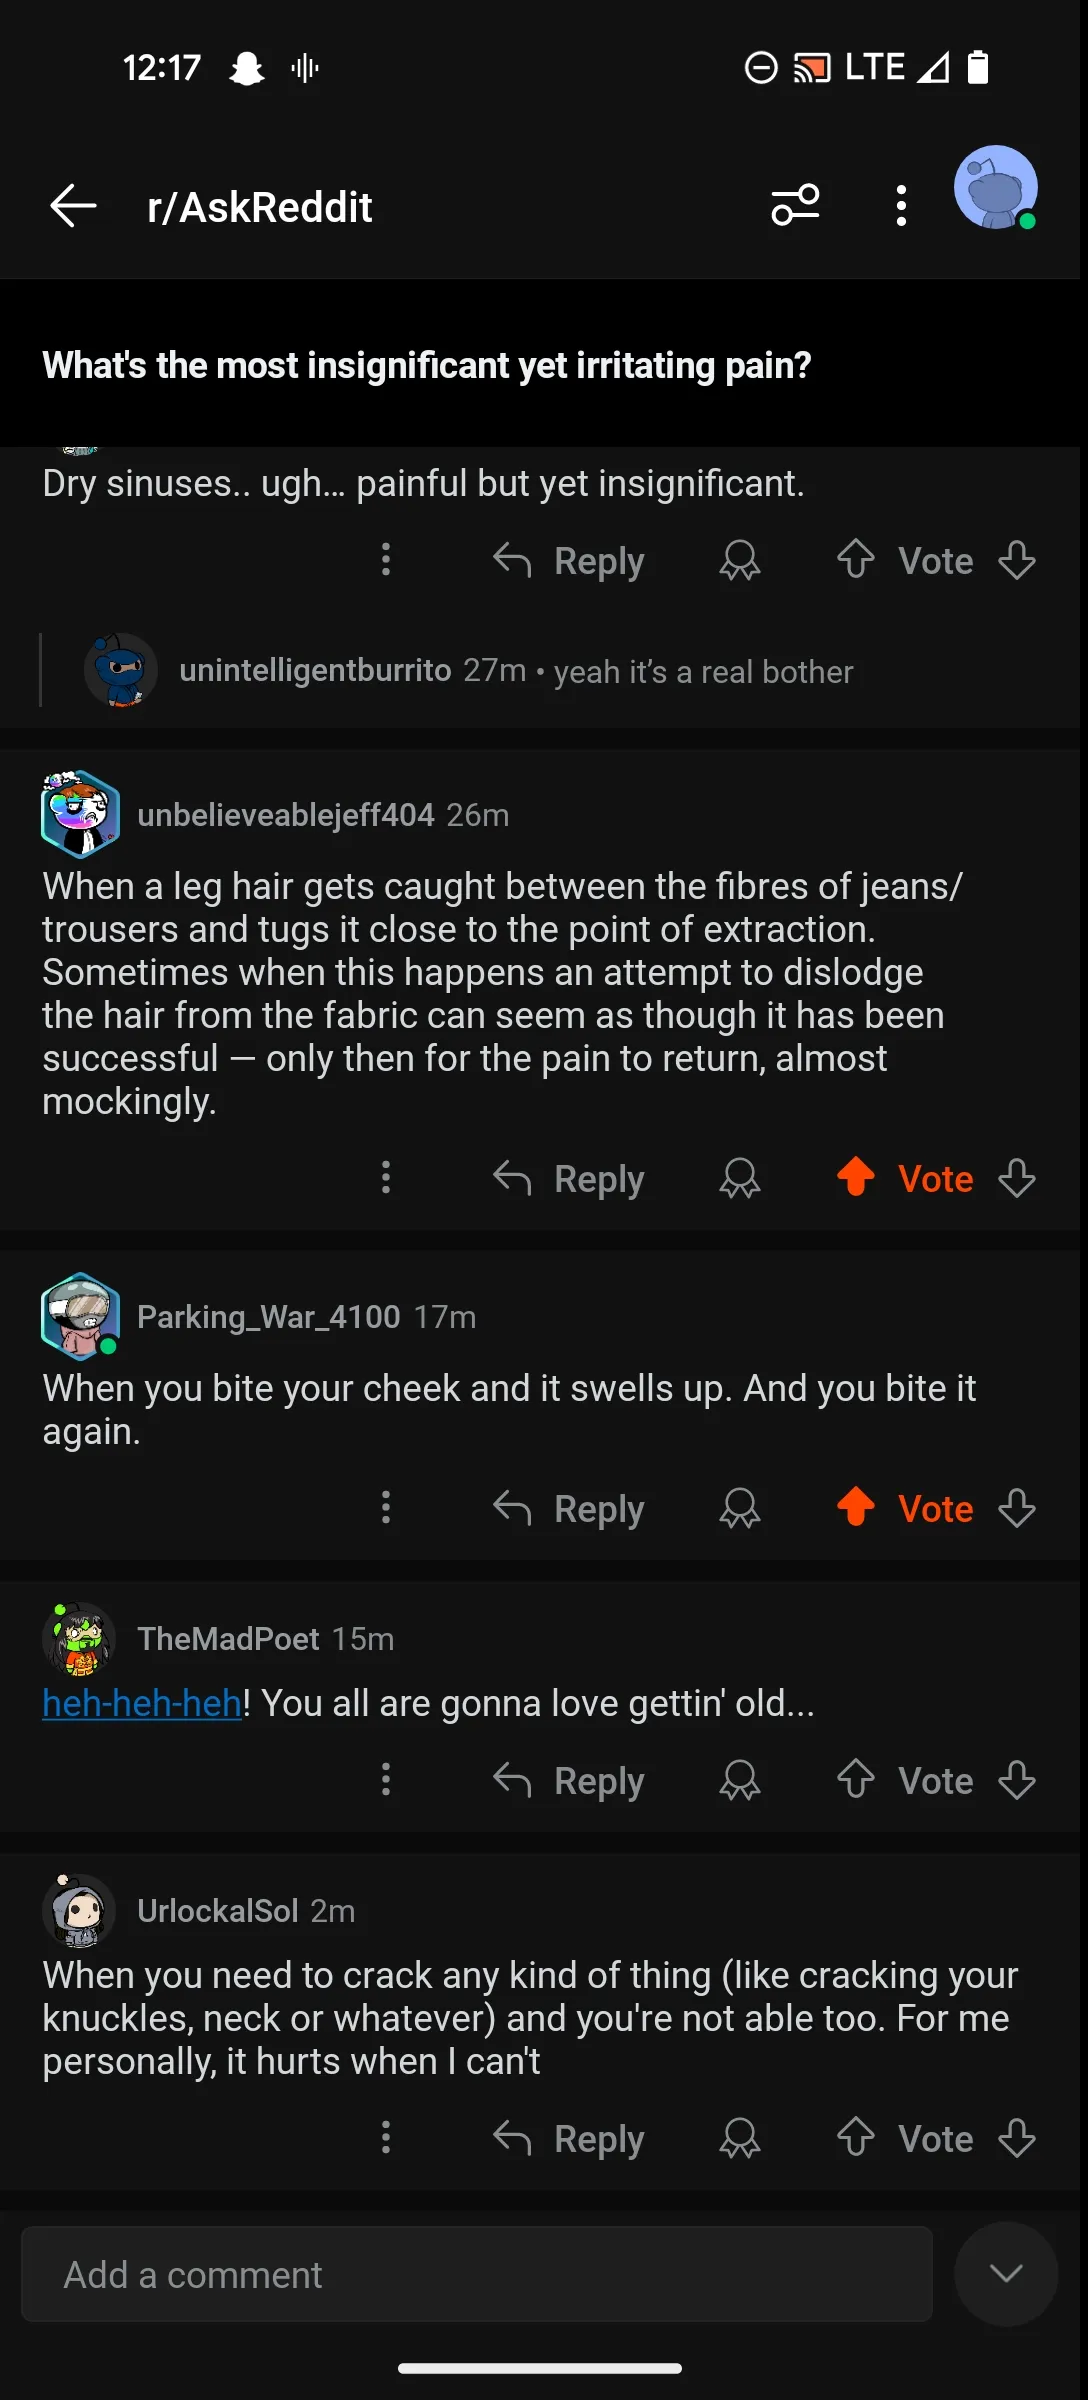 12:17 LTE
r/AskReddit
What's the most insignificant yet irritating pain?
Dry sinuses.. ugh... painful but yet insignificant.
Reply Vote
unintelligentburrito 27m • yeah it’s a real bother
unbelieveablejeff404 26m
When a leg hair gets caught between the fibres of jeans/
trousers and tugs it close to the point of extraction.
Sometimes when this happens an attempt to dislodge
the hair from the fabric can seem as though it has been
successful — only then for the pain to return, almost
mockingly.
Reply Vote
Parking_War_4100 17m
When you bite your cheek and it swells up. And you bite it
again.
Reply Vote
TheMadPoet 15m
heh-heh-heh! You all are gonna love gettin' old...
Reply Vote
UrlockalSol 2m
When you need to crack any kind of thing (like cracking your
knuckles, neck or whatever) and you're not able too. For me
personally, it hurts when I can't
Reply Vote
Add a comment